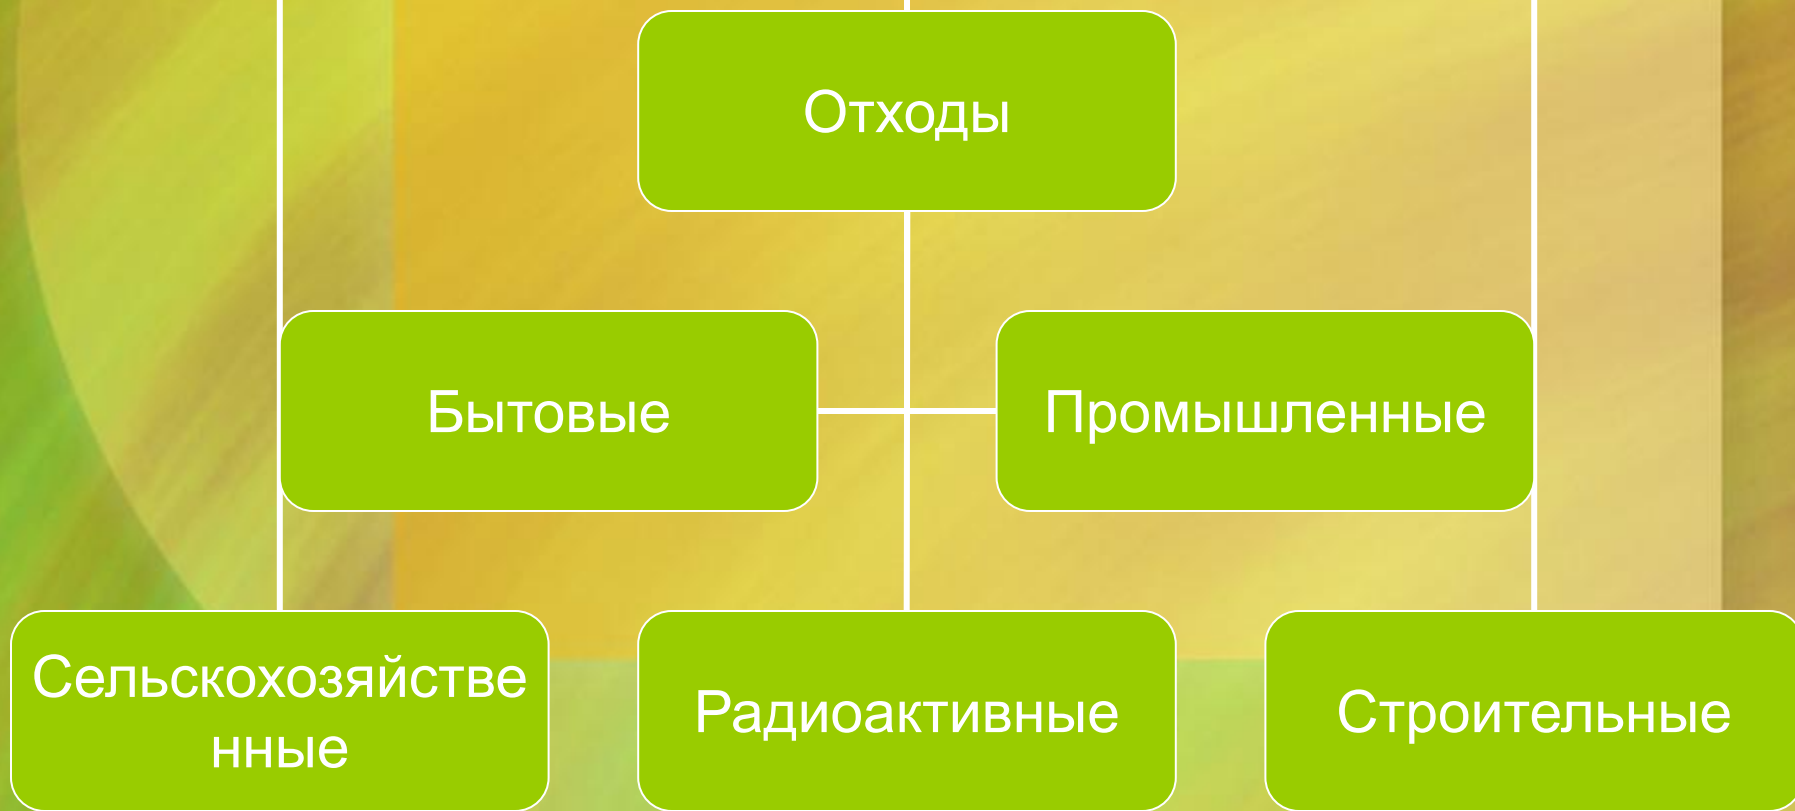 Отходы
Бытовые
Промышленные
Сельскохозяйстве
нные
Радиоактивные
Строительные